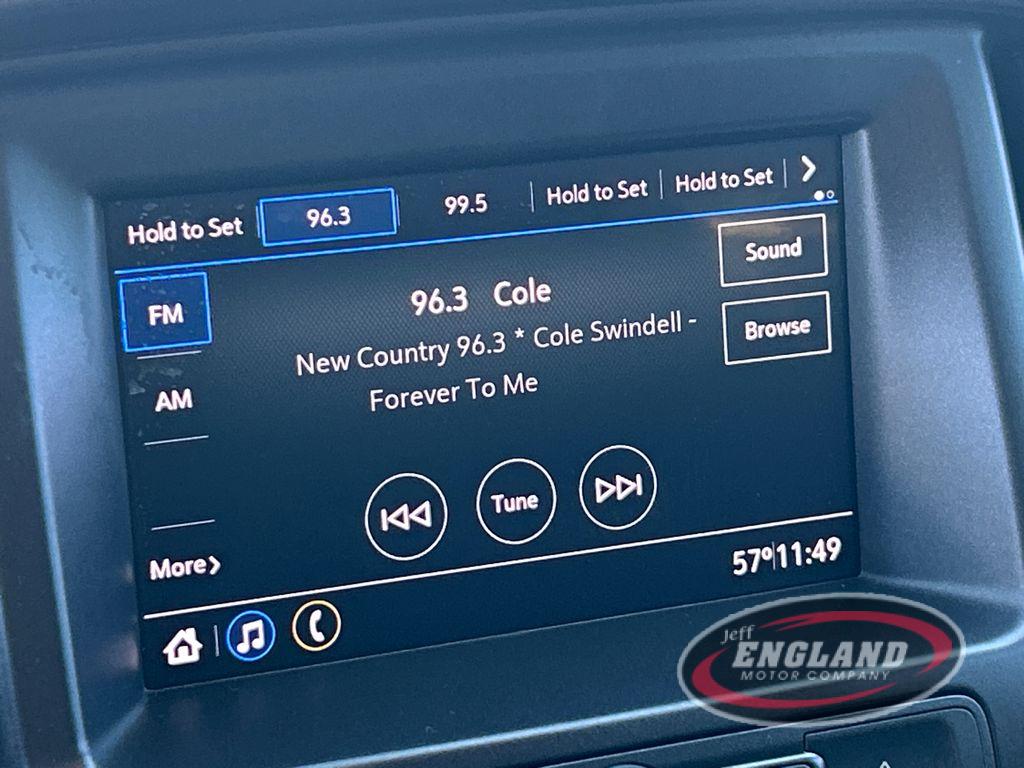 Hold to Set 96.3 99.5 Hold to Set Hold to Set
FM
AM
More
96.3 Cole
New Country 96.3 * Cole Swindell -
Forever To Me
Sound
Browse
Tune
57° 11:49
Jeff
ENGLAND
MOTOR COMPANY